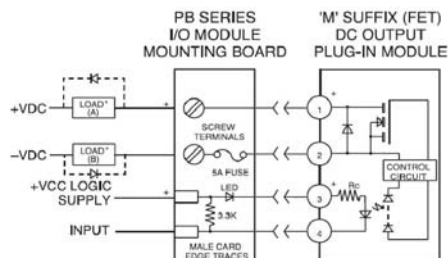 PB SERIES
I/O MODULE
MOUNTING BOARD
'M' SUFFIX (FET)
DC OUTPUT
PLUG-IN MODULE
+VDC
LOAD*
(A)
+
+
1
SCREW
TERMINALS
-VDC
LOAD*
(B)
5A FUSE
2
CONTROL
CIRCUIT
+VCC LOGIC
SUPPLY
+
LED
3
+
Rc
3.3K
INPUT
4
MALE CARD
EDGE TRACES